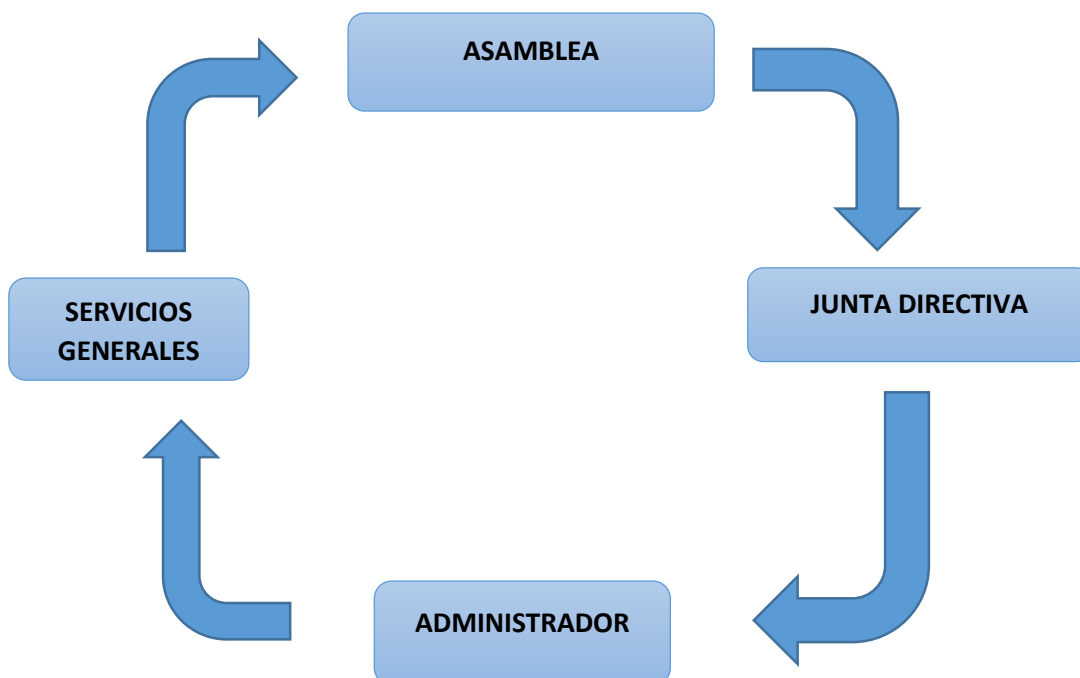 ASAMBLEA
JUNTA DIRECTIVA
ADMINISTRADOR
SERVICIOS
GENERALES